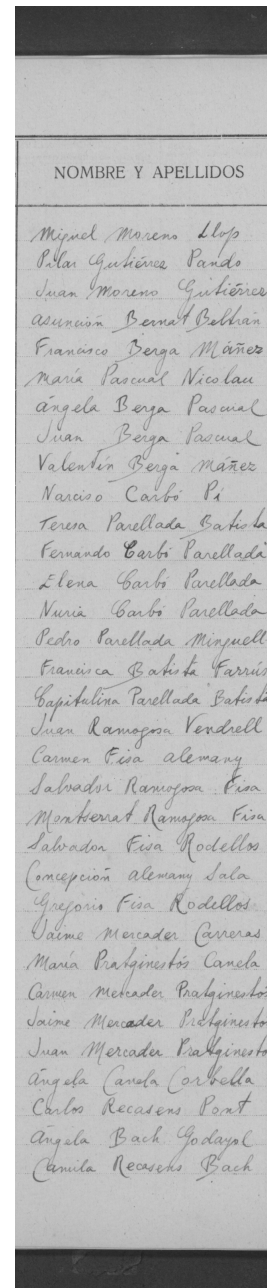 NOMBRE Y APELLIDOS
Miguel Moreno Llop
Pilar Gutiérrez Pando
Juan Moreno Gutiérrez
Asunción Bernat Beltrán
Francisco Berga Máñez
María Pascual Nicolau
Ángela Berga Pascual
Juan Berga Pascual
Valentín Berga Máñez
Narciso Carbó Pi
Teresa Parellada Batista
Fernando Carbó Parellada
Elena Carbó Parellada
Nuria Carbó Parellada
Pedro Parellada Minguell
Francisca Batista Farrús
Capitulina Parellada Batista
Juan Ramogosa Vendrell
Carmen Fisa Alemany
Salvador Ramogosa Fisa
Montserrat Ramogosa Fisa
Salvador Fisa Rodellos
Concepción Alemany Sala
Gregorio Fisa Rodellos
Jaime Mercader Carreras
María Pratginestós Canela
Carmen Mercader Pratginestós
Jaime Mercader Pratginesto
Juan Mercader Pratginesto
Ángela Canela Corbella
Carlos Recasens Pont
Ángela Bach Godayol
Camila Recasens Bach